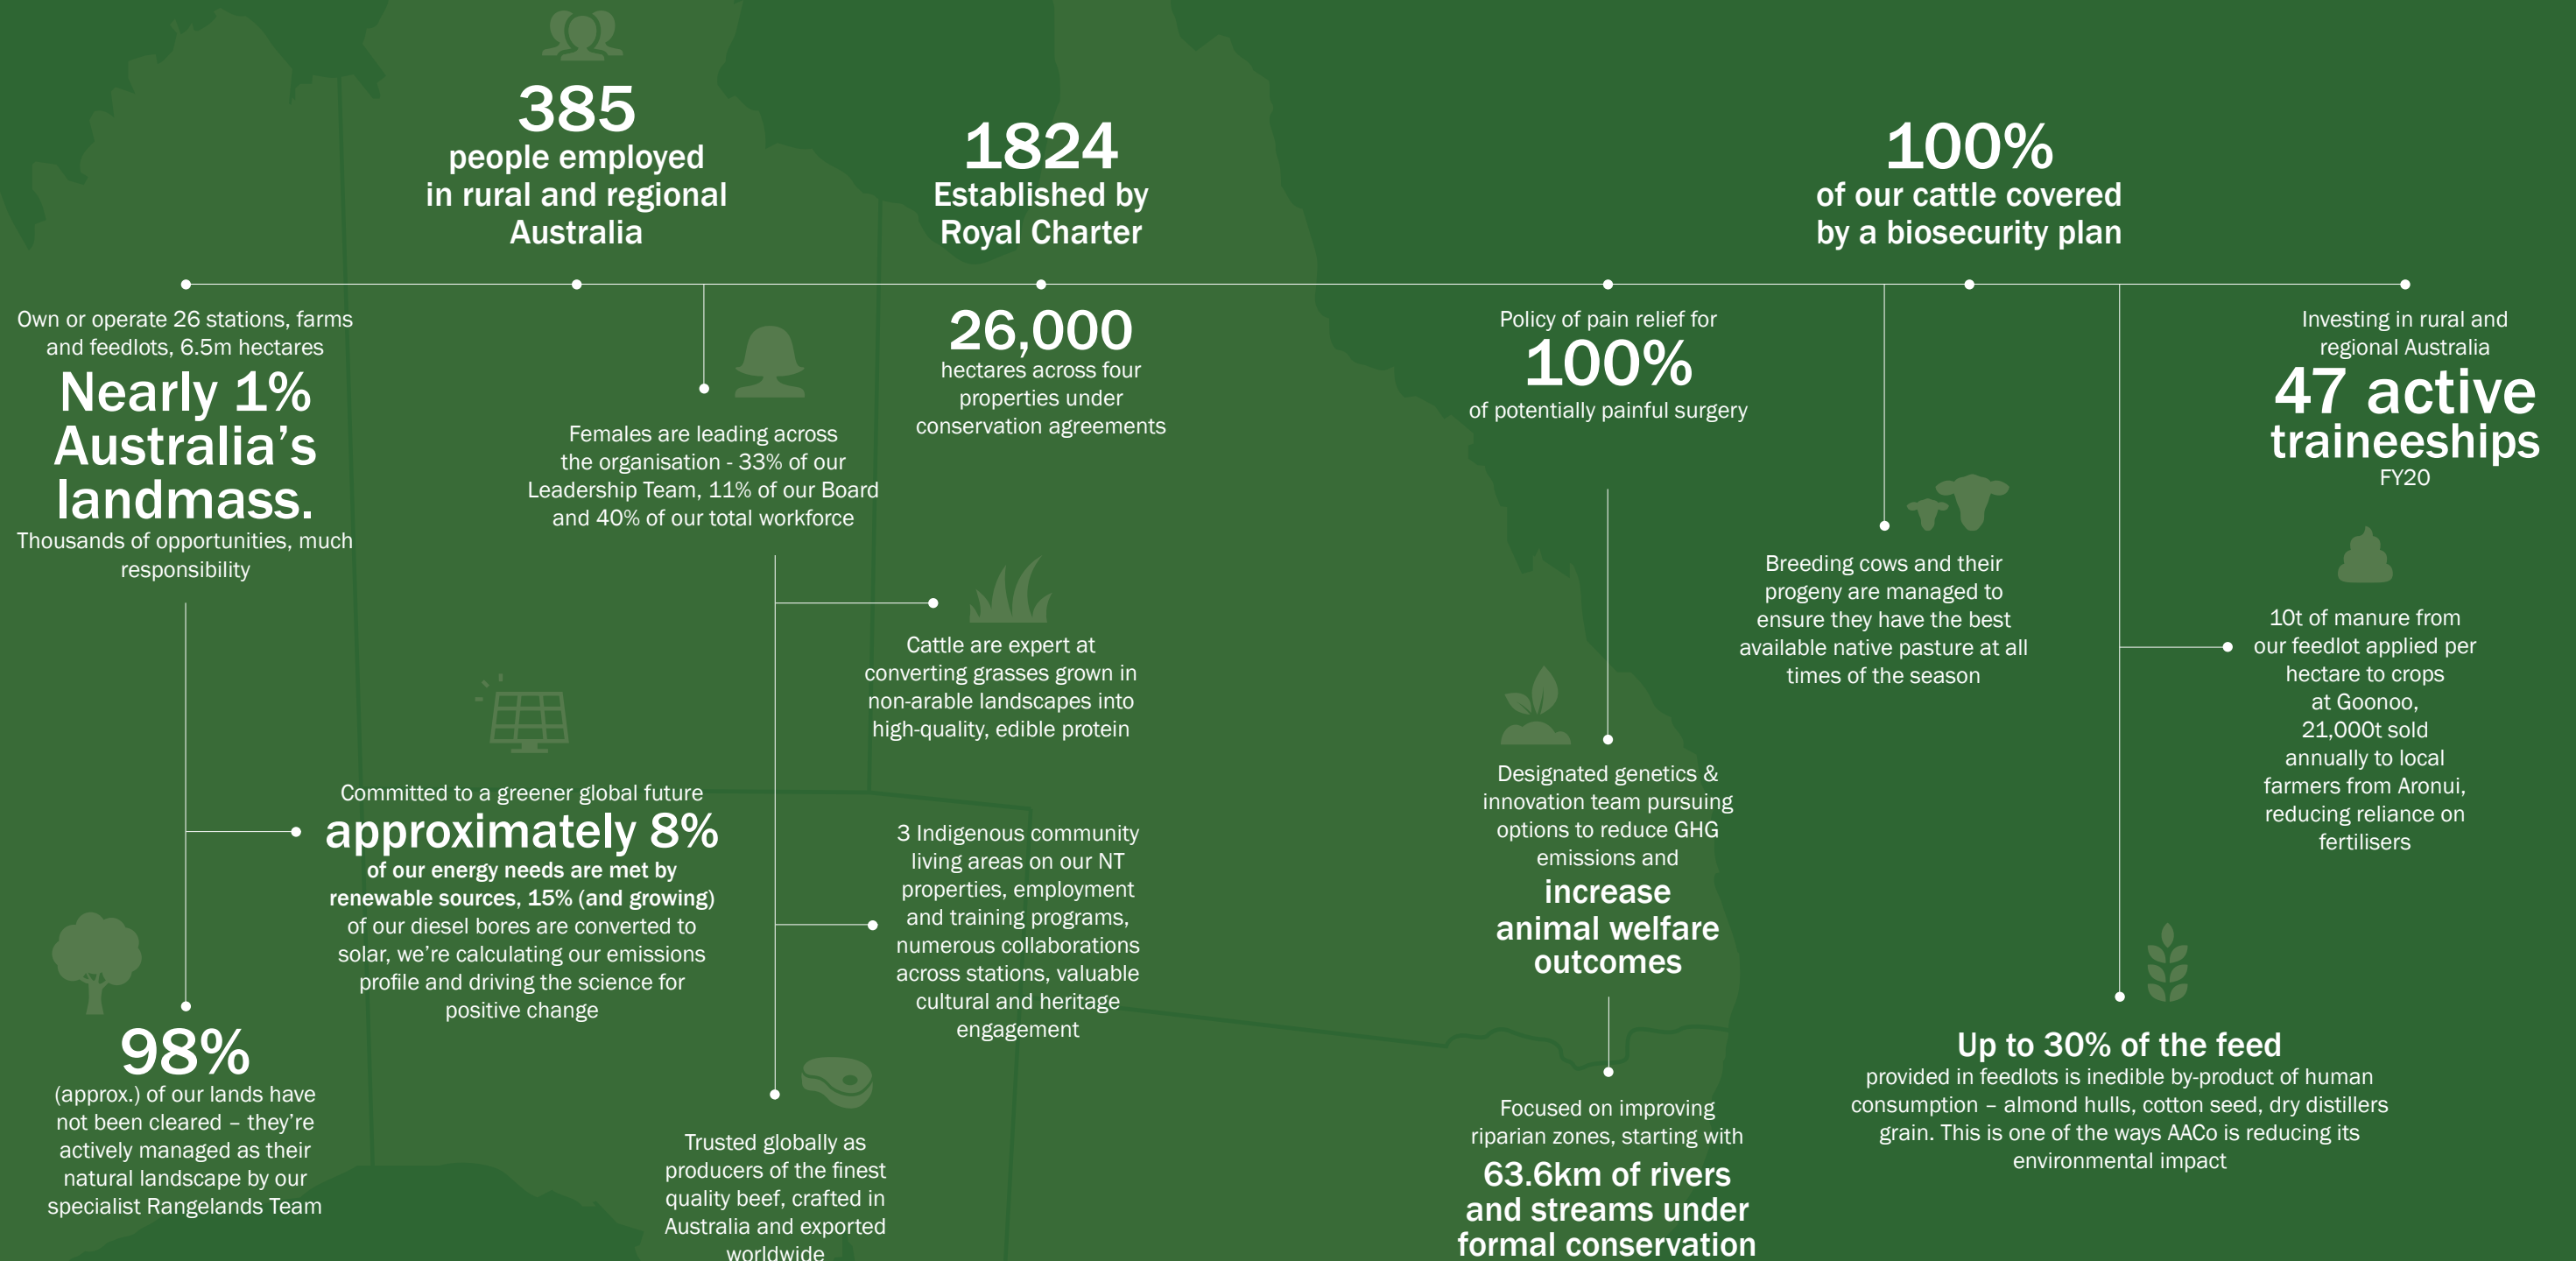 385
people employed
in rural and regional
Australia
1824
Established by
Royal Charter
100%
of our cattle covered
by a biosecurity plan
Own or operate 26 stations, farms
and feedlots, 6.5m hectares
Nearly 1%
Australia’s
landmass.
Thousands of opportunities, much
responsibility
Females are leading across
the organisation - 33% of our
Leadership Team, 11% of our Board
and 40% of our total workforce
26,000
hectares across four
properties under
conservation agreements
Policy of pain relief for
100%
of potentially painful surgery
Investing in rural and
regional Australia
47 active
traineeships
FY20
Breeding cows and their
progeny are managed to
ensure they have the best
available native pasture at all
times of the season
10t of manure from
our feedlot applied per
hectare to crops
at Goonoo,
21,000t sold
annually to local
farmers from Aronui,
reducing reliance on
fertilisers
Cattle are expert at
converting grasses grown in
non-arable landscapes into
high-quality, edible protein
Committed to a greener global future
approximately 8%
of our energy needs are met by
renewable sources, 15% (and growing)
of our diesel bores are converted to
solar, we’re calculating our emissions
profile and driving the science for
positive change
3 Indigenous community
living areas on our NT
properties, employment
and training programs,
numerous collaborations
across stations, valuable
cultural and heritage
engagement
Designated genetics &
innovation team pursuing
options to reduce GHG
emissions and
increase
animal welfare
outcomes
98%
(approx.) of our lands have
not been cleared – they’re
actively managed as their
natural landscape by our
specialist Rangelands Team
Trusted globally as
producers of the finest
quality beef, crafted in
Australia and exported
worldwide
Focused on improving
riparian zones, starting with
63.6km of rivers
and streams under
formal conservation
Up to 30% of the feed
provided in feedlots is inedible by-product of human
consumption – almond hulls, cotton seed, dry distillers
grain. This is one of the ways AACo is reducing its
environmental impact